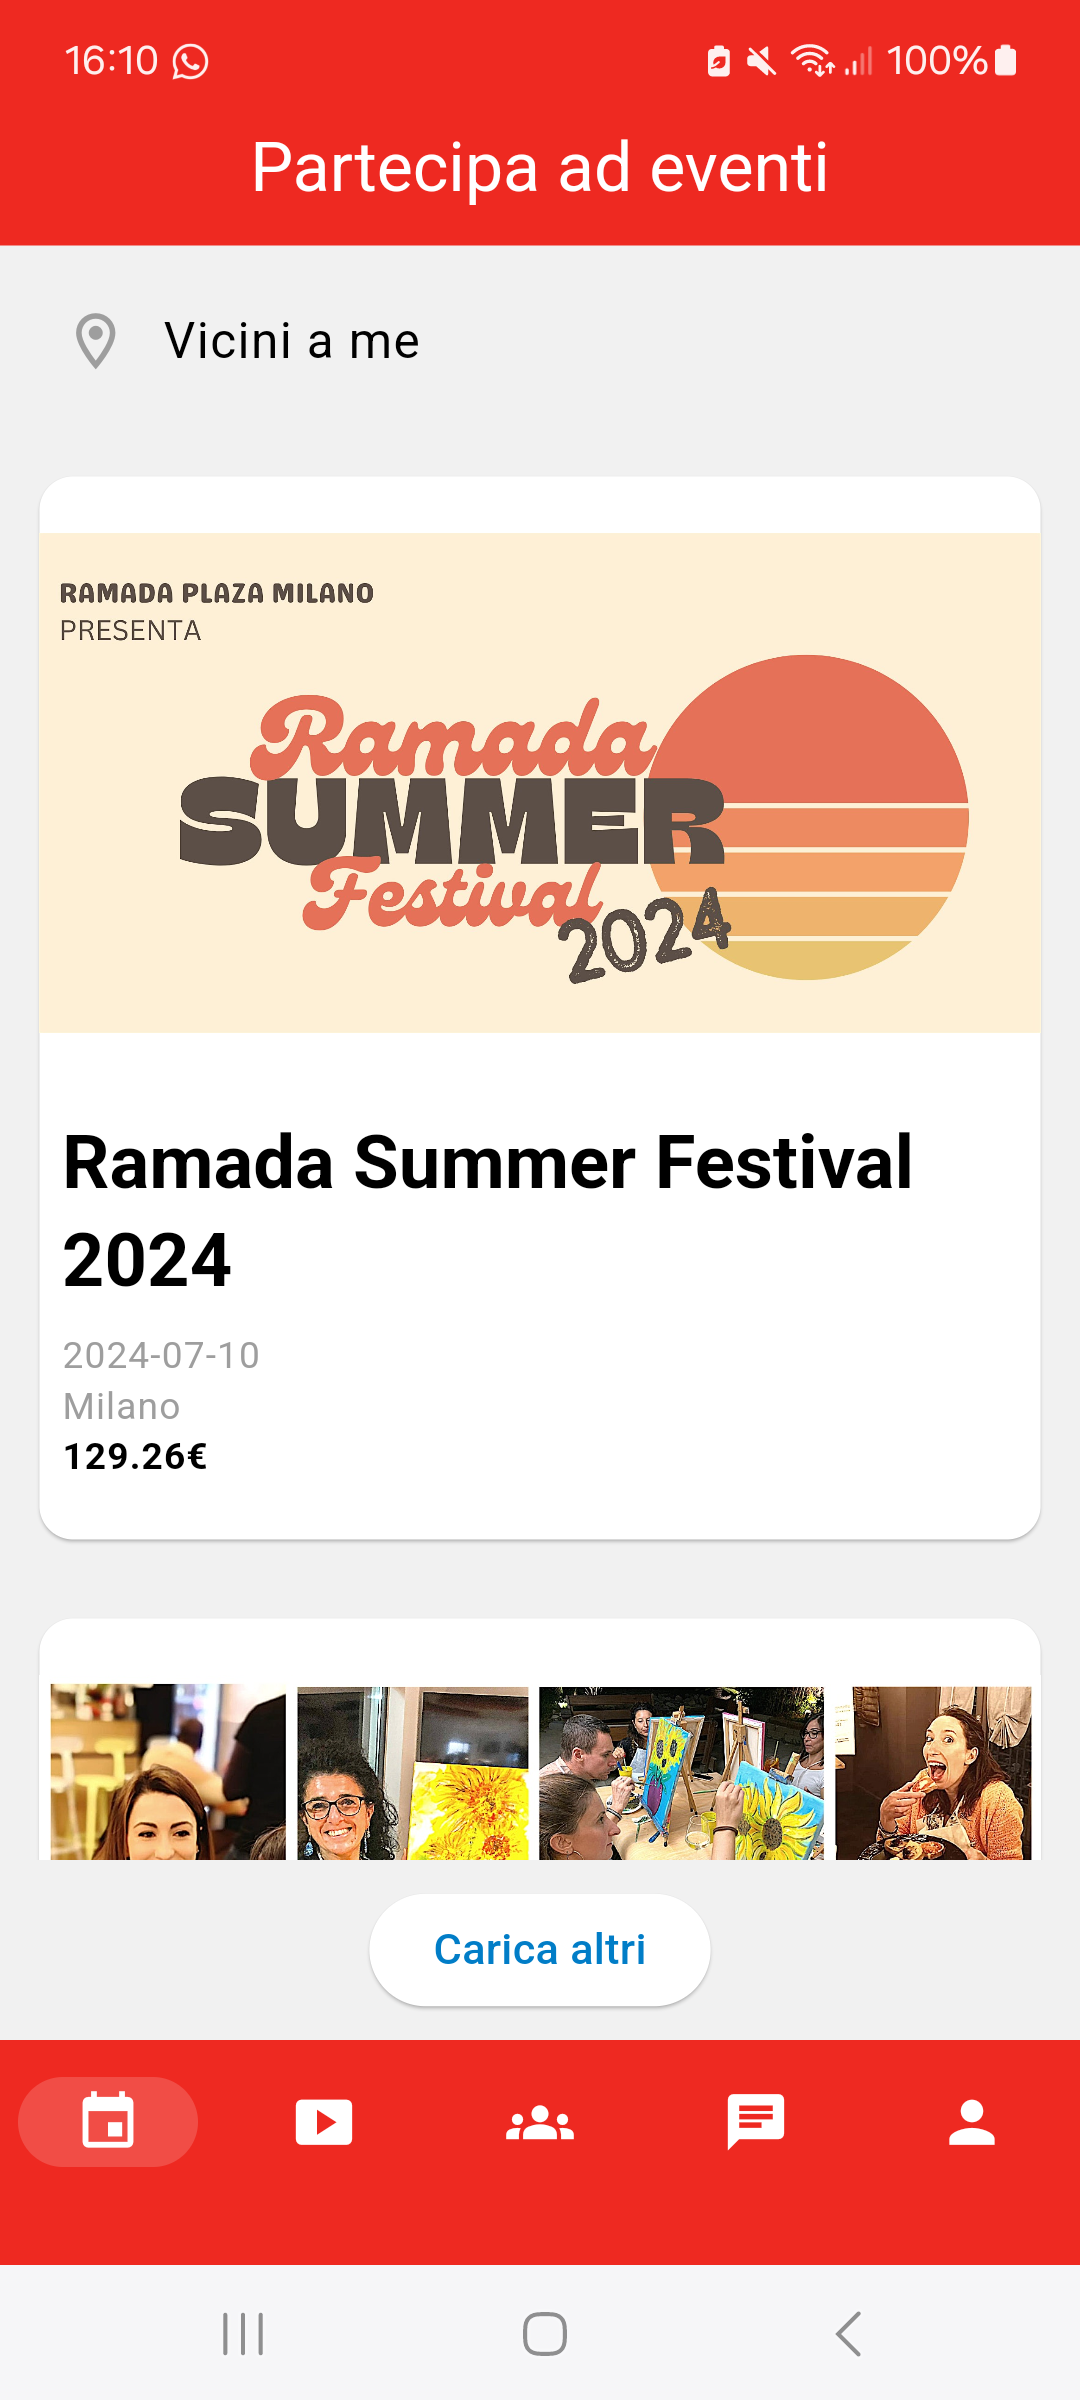 16:10
100%
Partecipa ad eventi
Vicini a me
RAMADA PLAZA MILANO
PRESENTA
Ramada
SUMMER
Festival
2024
Ramada Summer Festival
2024
2024-07-10
Milano
129.26€
Carica altri